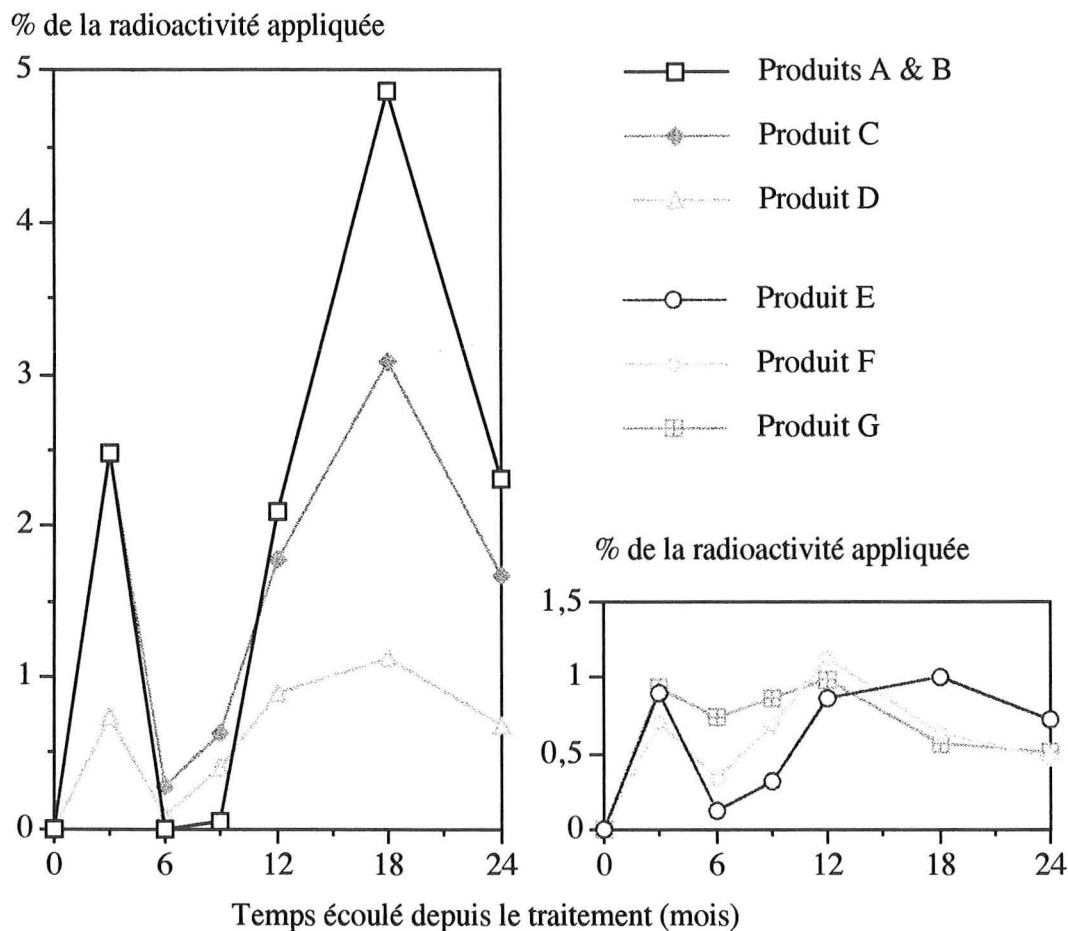 % de la radioactivité appliquée
5
4
3
2
1
0
0 6 12 18 24
Produits A & B
Produit C
Produit D
Produit E
Produit F
Produit G
% de la radioactivité appliquée
1,5
1
0,5
0
0 6 12 18 24
Temps écoulé depuis le traitement (mois)